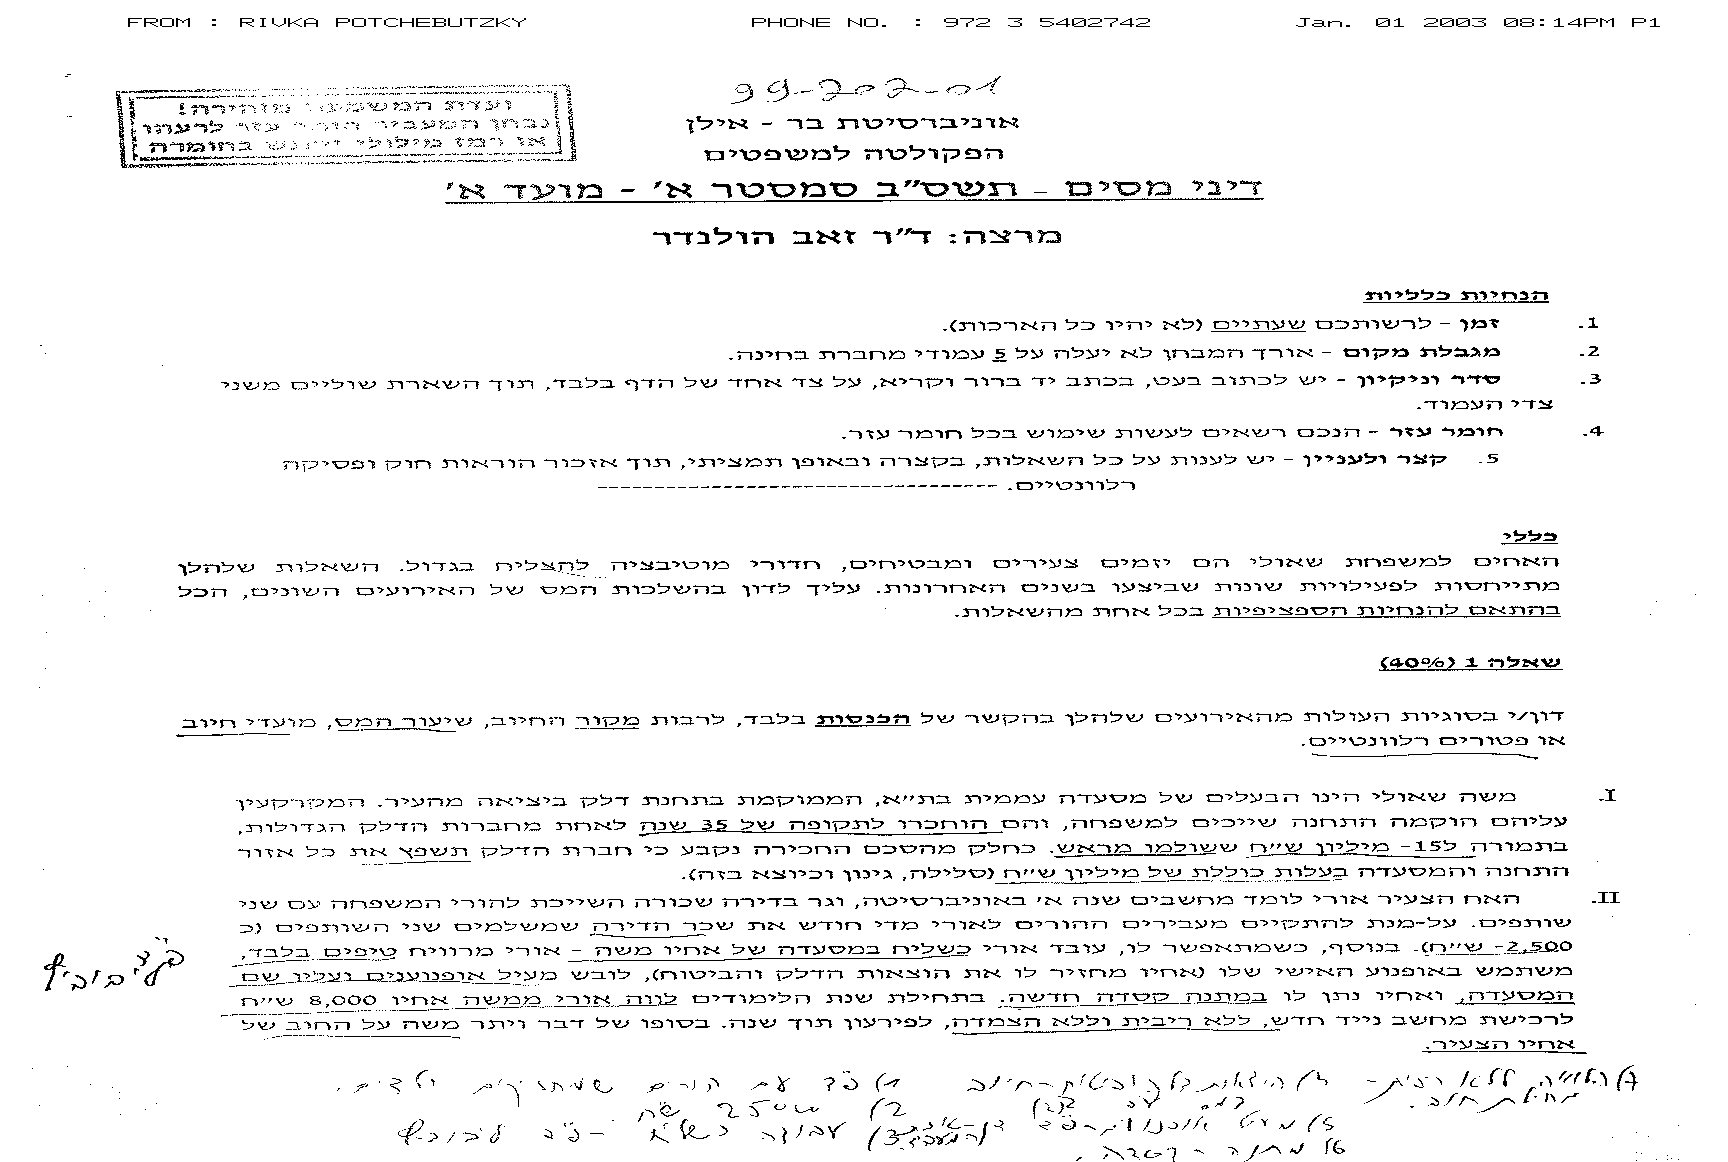 FROM : RIVKA POTCHEBUTZKY PHONE NO. : 972 3 5402742 Jan. 01 2003 08:14PM P1
99-202-01
ועדת המשמעת מזהירה!
נבחן המעביר חומר עזר לרעהו
או רמז מילולי ייענש בחומרה
אוניברסיטת בר - אילן
הפקולטה למשפטים
דיני מסים - תשס"ב סמסטר א' - מועד א'
מרצה: ד"ר זאב הולנדר
הנחיות כלליות
1. זמן - לרשותכם שעתיים (לא יהיו כל הארכות).
2. מגבלת מקום - אורך המבחן לא יעלה על 5 עמודי מחברת בחינה.
3. סדר וניקיון - יש לכתוב בעט, בכתב יד ברור וקריא, על צד אחד של הדף בלבד, תוך השארת שוליים משני
צדי העמוד.
4. חומר עזר - הנכם רשאים לעשות שימוש בכל חומר עזר.
5. קצר ולעניין - יש לענות על כל השאלות, בקצרה ובאופן תמציתי, תוך אזכור הוראות חוק ופסיקה
רלוונטיים. -----------------------------------
כללי
האחים למשפחת שאולי הם יזמים צעירים ומבטיחים, חדורי מוטיבציה להצליח בגדול. השאלות שלהלן
מתייחסות לפעילויות שונות שביצעו בשנים האחרונות. עליך לדון בהשלכות המס של האירועים השונים, הכל
בהתאם להנחיות הספציפיות בכל אחת מהשאלות.
שאלה 1 (40%)
דון/י בסוגיות העולות מהאירועים שלהלן בהקשר של הכנסות בלבד, לרבות מקור החיוב, שיעור המס, מועדי חיוב
או פטורים רלוונטיים.
I. משה שאולי הינו הבעלים של מסעדה עממית בת"א, הממוקמת בתחנת דלק ביציאה מהעיר. המקרקעין
עליהם הוקמה התחנה שייכים למשפחה, והם הוחכרו לתקופה של 35 שנה לאחת מחברות הדלק הגדולות,
בתמורה ל15- מיליון ש"ח ששולמו מראש. כחלק מהסכם החכירה נקבע כי חברת הדלק תשפץ את כל אזור
התחנה והמסעדה בעלות כוללת של מיליון ש"ח (סלילה, גינון וכיוצא בזה).
II. האח הצעיר אורי לומד מחשבים שנה א' באוניברסיטה, וגר בדירה שכורה השייכת להורי המשפחה עם שני
שותפים. על-מנת להתקיים מעבירים ההורים לאורי מדי חודש את שכר הדירה שמשלמים שני השותפים (כ
2,500- ש"ח). בנוסף, כשמתאפשר לו, עובד אורי כשליח במסעדה של אחיו משה - אורי מרוויח טיפים בלבד,
משתמש באופנוע האישי שלו (אחיו מחזיר לו את הוצאות הדלק והביטוח), לובש מעיל אופנוענים ועליו שם
המסעדה, ואחיו נתן לו במתנה קסדה חדשה. בתחילת שנת הלימודים לווה אורי ממשה אחיו 8,000 ש"ח
לרכישת מחשב נייד חדש, ללא ריבית וללא הצמדה, לפירעון תוך שנה. בסופו של דבר ויתר משה על החוב של
אחיו הצעיר.